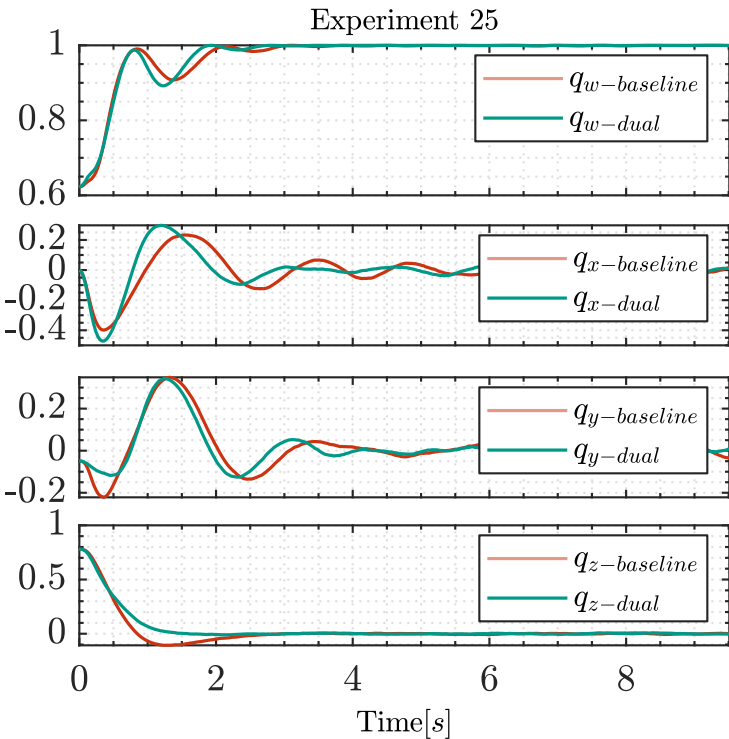 Experiment 25
1
0.8
0.6
q_{w-baseline}
q_{w-dual}
0.2
0
-0.2
-0.4
q_{x-baseline}
q_{x-dual}
0.2
0
-0.2
q_{y-baseline}
q_{y-dual}
1
0.5
0
q_{z-baseline}
q_{z-dual}
0 2 4 6 8
Time[s]